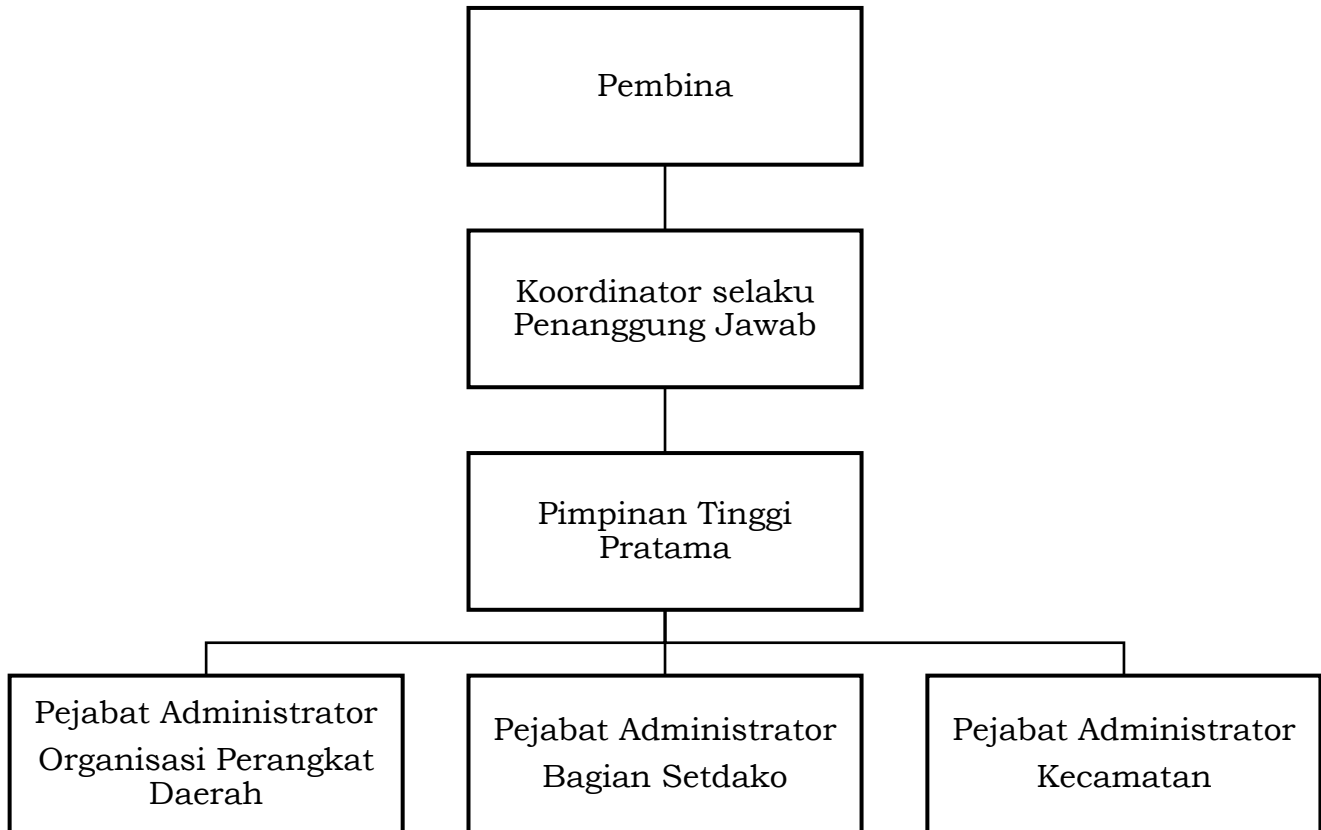 Pembina
Koordinator selaku
Penanggung Jawab
Pimpinan Tinggi
Pratama
Pejabat Administrator
Organisasi Perangkat
Daerah
Pejabat Administrator
Bagian Setdako
Pejabat Administrator
Kecamatan